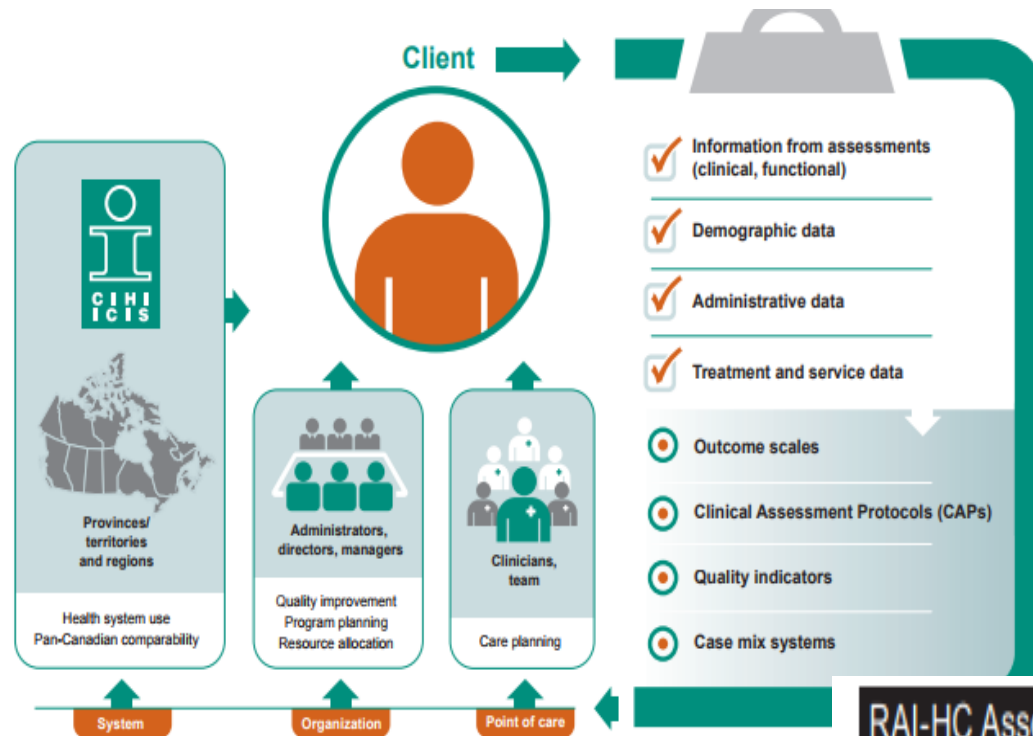 Client
Information from assessments
(clinical, functional)
Demographic data
Administrative data
Treatment and service data
Outcome scales
Clinical Assessment Protocols (CAPs)
Quality indicators
Case mix systems
CIHI
ICIS
Provinces/
territories
and regions
Health system use
Pan-Canadian comparability
Administrators,
directors, managers
Quality improvement
Program planning
Resource allocation
Clinicians,
team
Care planning
System
Organization
Point of care
RAI-HC